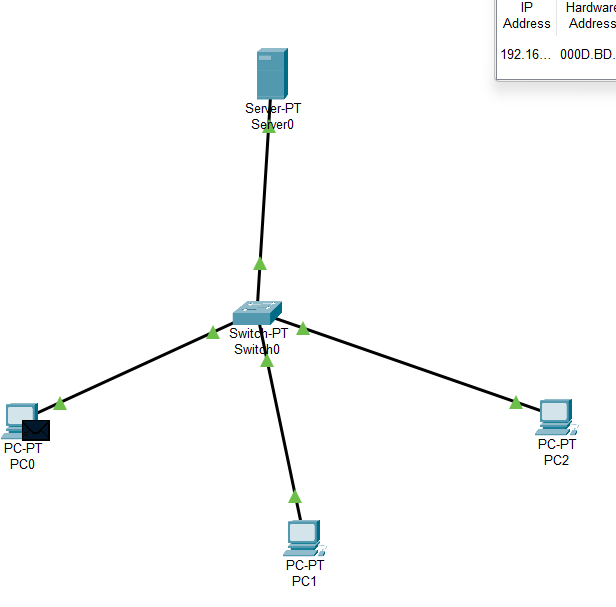 IP
Address
Hardware
Address
192.16...
000D.BD.
Server-PT
Server0
Switch-PT
Switch0
PC-PT
PC0
PC-PT
PC2
PC-PT
PC1